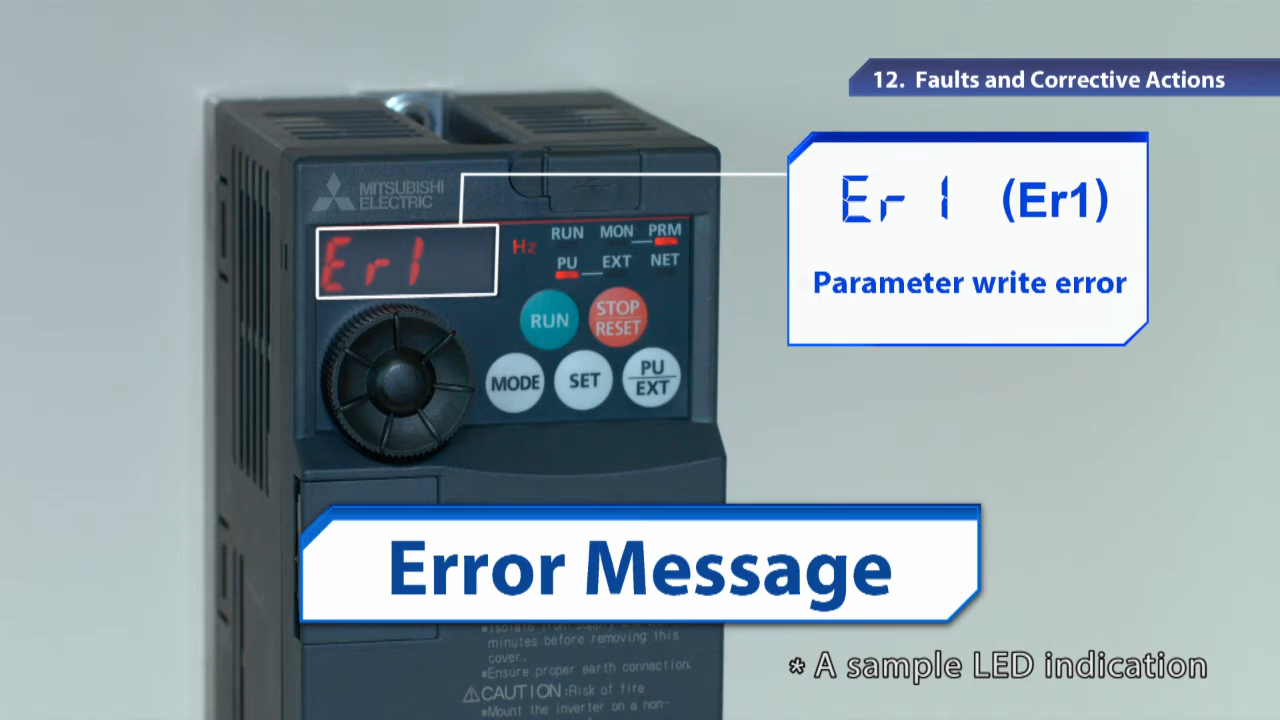 12. Faults and Corrective Actions
Er1 (Er1)
Parameter write error
MITSUBISHI
ELECTRIC
Er1
Hz
RUN MON PRM
PU EXT NET
RUN
STOP
RESET
MODE
SET
PU
EXT
Error Message
minutes before removing this
cover.
Ensure proper earth connection.
⚠CAUTION:Risk of fire
Mount the inverter on a non-
* A sample LED indication